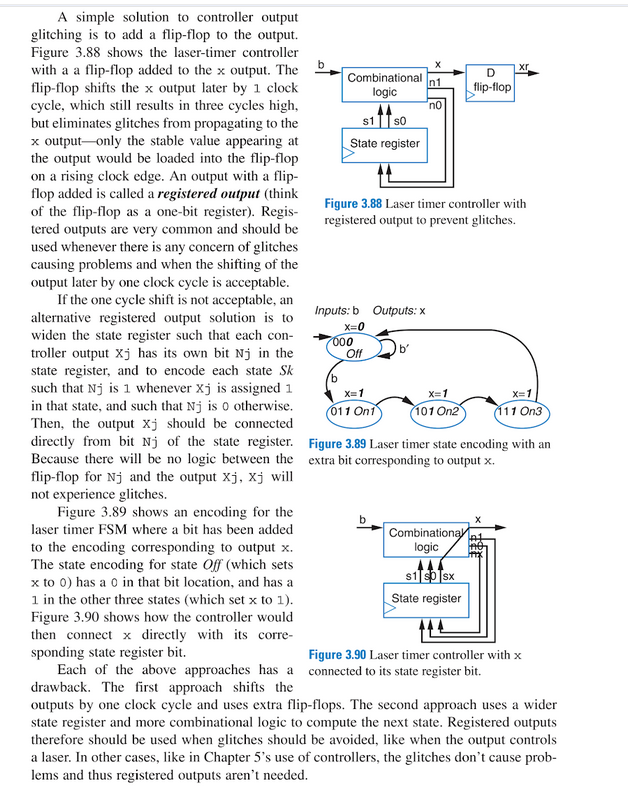 A simple solution to controller output
glitching is to add a flip-flop to the output.
Figure 3.88 shows the laser-timer controller
with a a flip-flop added to the x output. The
flip-flop shifts the x output later by 1 clock
cycle, which still results in three cycles high,
but eliminates glitches from propagating to the
x output—only the stable value appearing at
the output would be loaded into the flip-flop
on a rising clock edge. An output with a flip-
flop added is called a registered output (think
of the flip-flop as a one-bit register). Regis-
tered outputs are very common and should be
used whenever there is any concern of glitches
causing problems and when the shifting of the
output later by one clock cycle is acceptable.
If the one cycle shift is not acceptable, an
alternative registered output solution is to
widen the state register such that each con-
troller output Xj has its own bit Nj in the
state register, and to encode each state Sk
such that Nj is 1 whenever Xj is assigned 1
in that state, and such that Nj is 0 otherwise.
Then, the output Xj should be connected
directly from bit Nj of the state register.
Because there will be no logic between the
flip-flop for Nj and the output Xj, Xj will
not experience glitches.
Figure 3.89 shows an encoding for the
laser timer FSM where a bit has been added
to the encoding corresponding to output x.
The state encoding for state Off (which sets
x to 0) has a 0 in that bit location, and has a
1 in the other three states (which set x to 1).
Figure 3.90 shows how the controller would
then connect x directly with its corre-
sponding state register bit.
Each of the above approaches has a
drawback. The first approach shifts the
outputs by one clock cycle and uses extra flip-flops. The second approach uses a wider
state register and more combinational logic to compute the next state. Registered outputs
therefore should be used when glitches should be avoided, like when the output controls
a laser. In other cases, like in Chapter 5's use of controllers, the glitches don't cause prob-
lems and thus registered outputs aren't needed.
b
x
xr
Combinational
logic
n1
n0
D
flip-flop
s1 s0
State register
Figure 3.88 Laser timer controller with
registered output to prevent glitches.
Inputs: b Outputs: x
x=0
000
Off
b'
b
x=1 x=1 x=1
011 On1 101 On2 111 On3
Figure 3.89 Laser timer state encoding with an
extra bit corresponding to output x.
b
x
Combinational
logic
n1
n0
nx
s1 s0 sx
State register
Figure 3.90 Laser timer controller with x
connected to its state register bit.